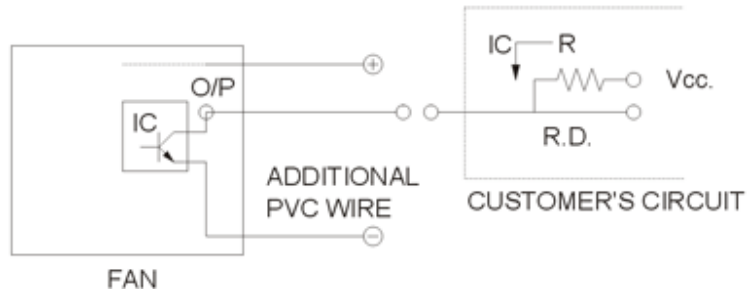 IC R
+
O/P
Vcc.
IC
R.D.
ADDITIONAL
PVC WIRE
CUSTOMER'S CIRCUIT
−
FAN